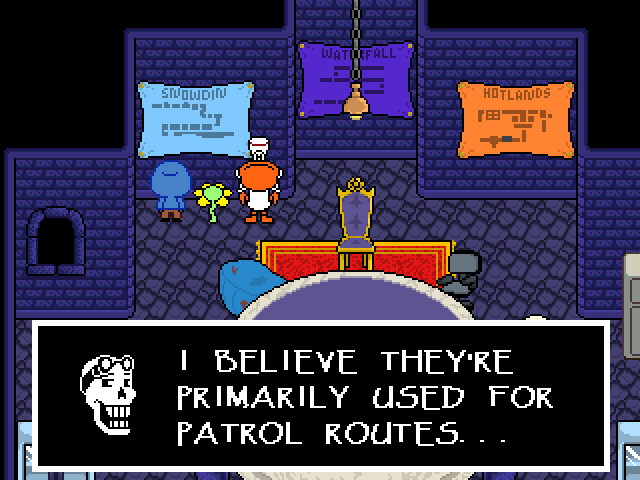 SNOWDIN
WATERFALL
HOTLANDS
I BELIEVE THEY'RE
PRIMARILY USED FOR
PATROL ROUTES...